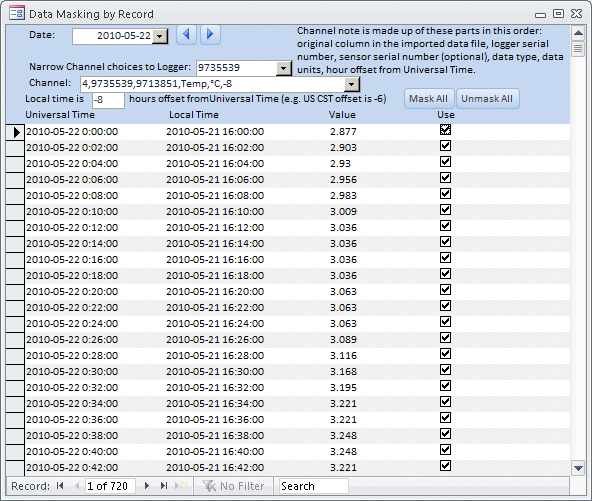 Data Masking by Record
Date: 2010-05-22
Channel note is made up of these parts in this order:
original column in the imported data file, logger serial
number, sensor serial number (optional), data type, data
units, hour offset from Universal Time.
Narrow Channel choices to Logger: 9735539
Channel: 4,9735539,9713851,Temp,°C,-8
Local time is -8 hours offset fromUniversal Time (e.g. US CST offset is -6) Mask All Unmask All
Universal Time Local Time Value Use
2010-05-22 0:00:00 2010-05-21 16:00:00 2.877
2010-05-22 0:02:00 2010-05-21 16:02:00 2.903
2010-05-22 0:04:00 2010-05-21 16:04:00 2.93
2010-05-22 0:06:00 2010-05-21 16:06:00 2.956
2010-05-22 0:08:00 2010-05-21 16:08:00 2.983
2010-05-22 0:10:00 2010-05-21 16:10:00 3.009
2010-05-22 0:12:00 2010-05-21 16:12:00 3.036
2010-05-22 0:14:00 2010-05-21 16:14:00 3.036
2010-05-22 0:16:00 2010-05-21 16:16:00 3.036
2010-05-22 0:18:00 2010-05-21 16:18:00 3.036
2010-05-22 0:20:00 2010-05-21 16:20:00 3.063
2010-05-22 0:22:00 2010-05-21 16:22:00 3.063
2010-05-22 0:24:00 2010-05-21 16:24:00 3.063
2010-05-22 0:26:00 2010-05-21 16:26:00 3.089
2010-05-22 0:28:00 2010-05-21 16:28:00 3.116
2010-05-22 0:30:00 2010-05-21 16:30:00 3.168
2010-05-22 0:32:00 2010-05-21 16:32:00 3.195
2010-05-22 0:34:00 2010-05-21 16:34:00 3.221
2010-05-22 0:36:00 2010-05-21 16:36:00 3.221
2010-05-22 0:38:00 2010-05-21 16:38:00 3.248
2010-05-22 0:40:00 2010-05-21 16:40:00 3.248
2010-05-22 0:42:00 2010-05-21 16:42:00 3.221
Record: 1 of 720 No Filter Search